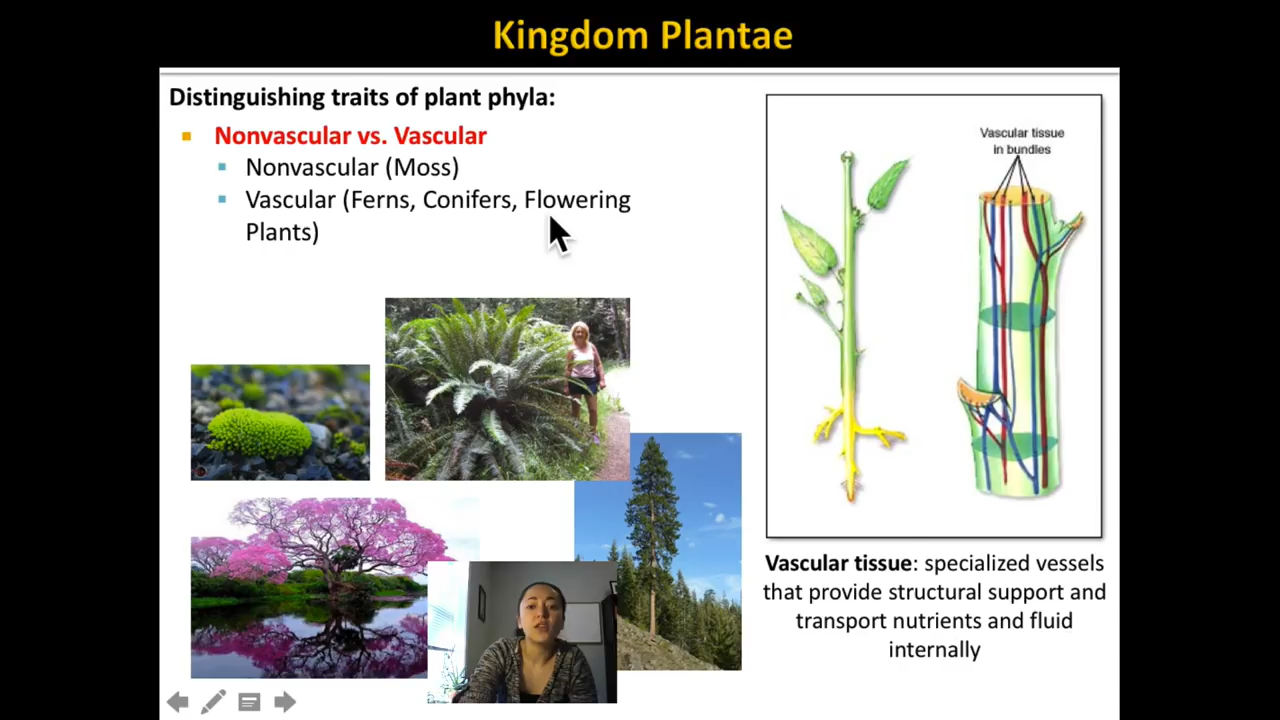 Kingdom Plantae
Distinguishing traits of plant phyla:
Nonvascular vs. Vascular
Nonvascular (Moss)
Vascular (Ferns, Conifers, Flowering
Plants)
Vascular tissue
in bundles
Vascular tissue: specialized vessels
that provide structural support and
transport nutrients and fluid
internally